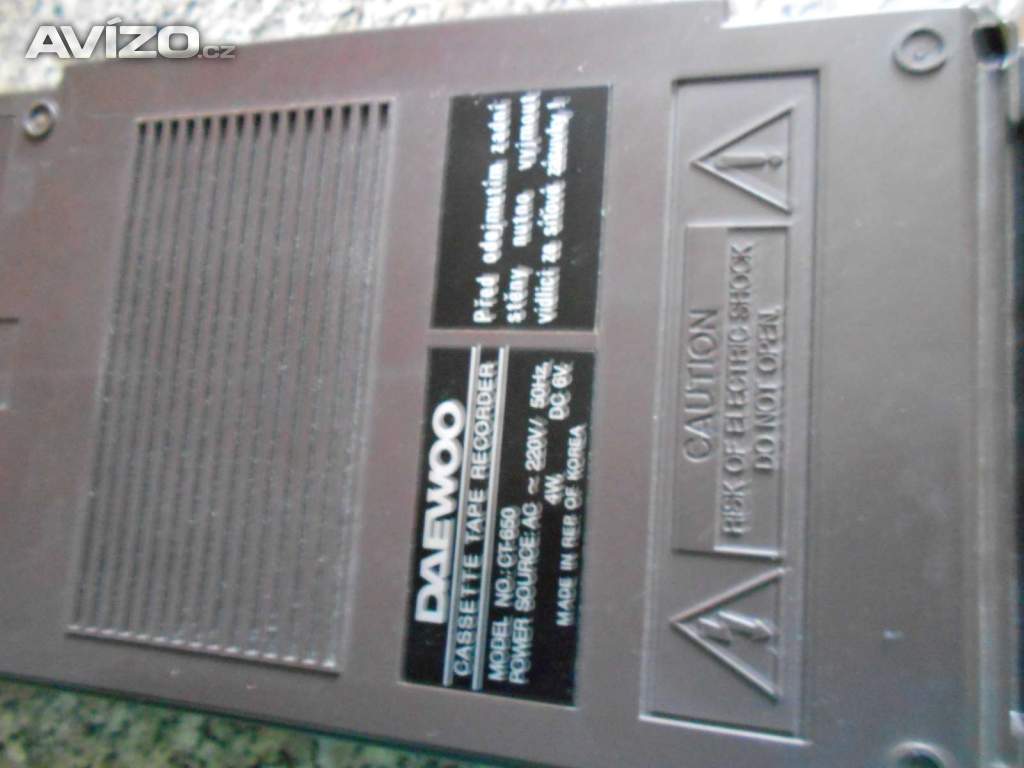 AVÍZO.cz
Před odejmutím zadní
stěny nutno vyjmout
vidlici za síťové zásuvky!
DAEWOO
CASSETTE TAPE RECORDER
MODEL NO.: CT-650
POWER SOURCE: AC ≃ 220V/ 50Hz,
4W, DC 6V.
MADE IN REP. OF KOREA
CAUTION
RISK OF ELECTRIC SHOCK
DO NOT OPEN.